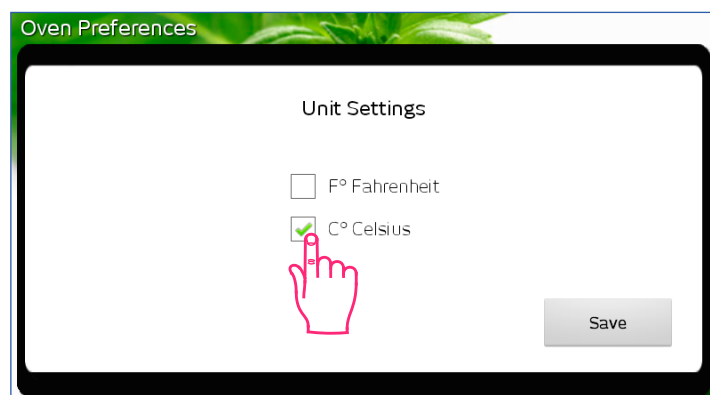 Oven Preferences
Unit Settings
F° Fahrenheit
C° Celsius
Save